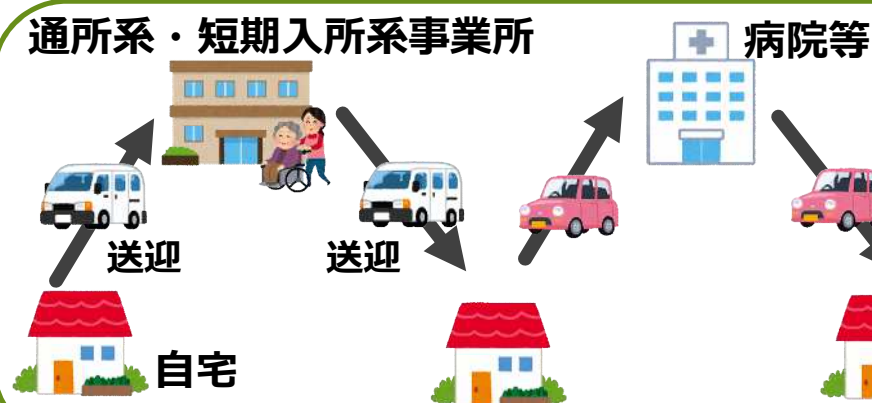 通所系・短期入所系事業所
病院等
送迎
送迎
自宅